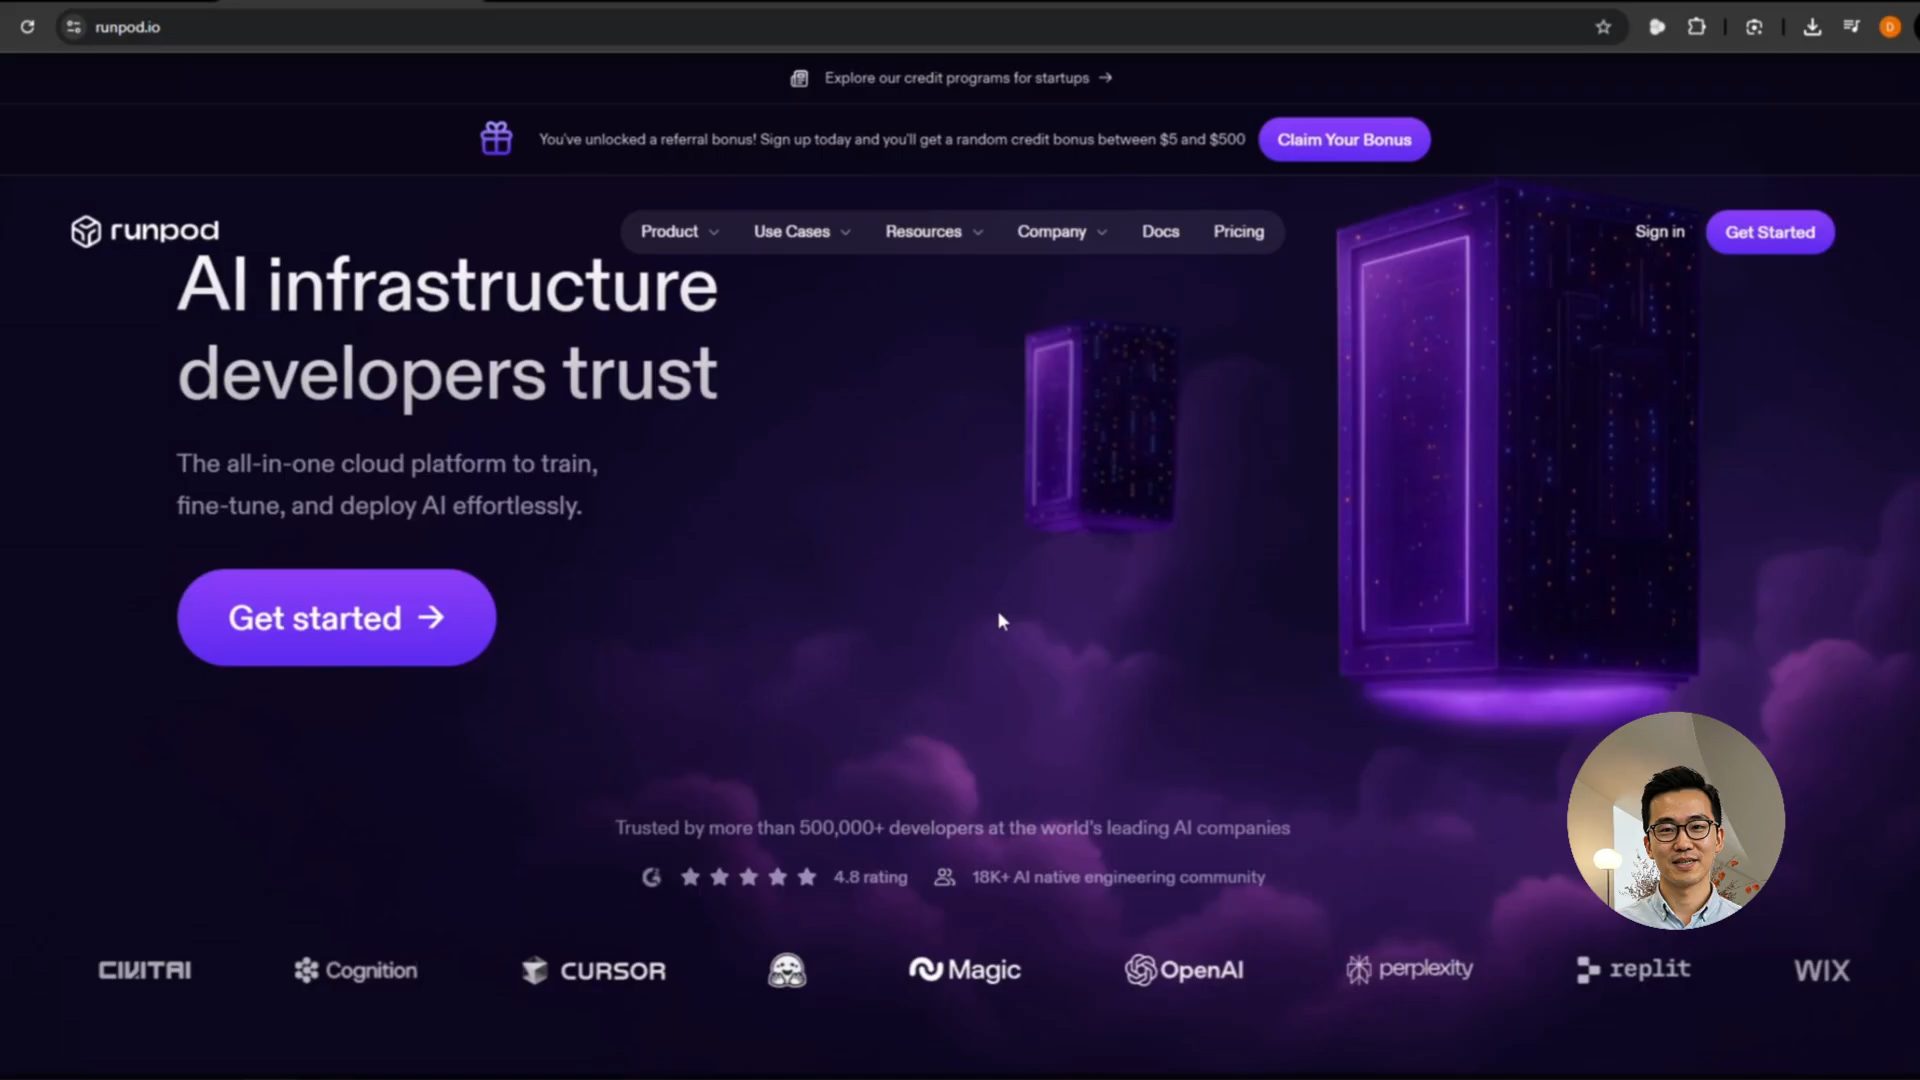 runpod.io
D
Explore our credit programs for startups →
You've unlocked a referral bonus! Sign up today and you'll get a random credit bonus between $5 and $500
Claim Your Bonus
runpod
Product
Use Cases
Resources
Company
Docs
Pricing
Sign in
Get Started
AI infrastructure
developers trust
The all-in-one cloud platform to train,
fine-tune, and deploy AI effortlessly.
Get started →
Trusted by more than 500,000+ developers at the world's leading AI companies
4.8 rating
18K+ AI native engineering community
CIVITAI
Cognition
CURSOR
Magic
OpenAI
perplexity
replit
WIX